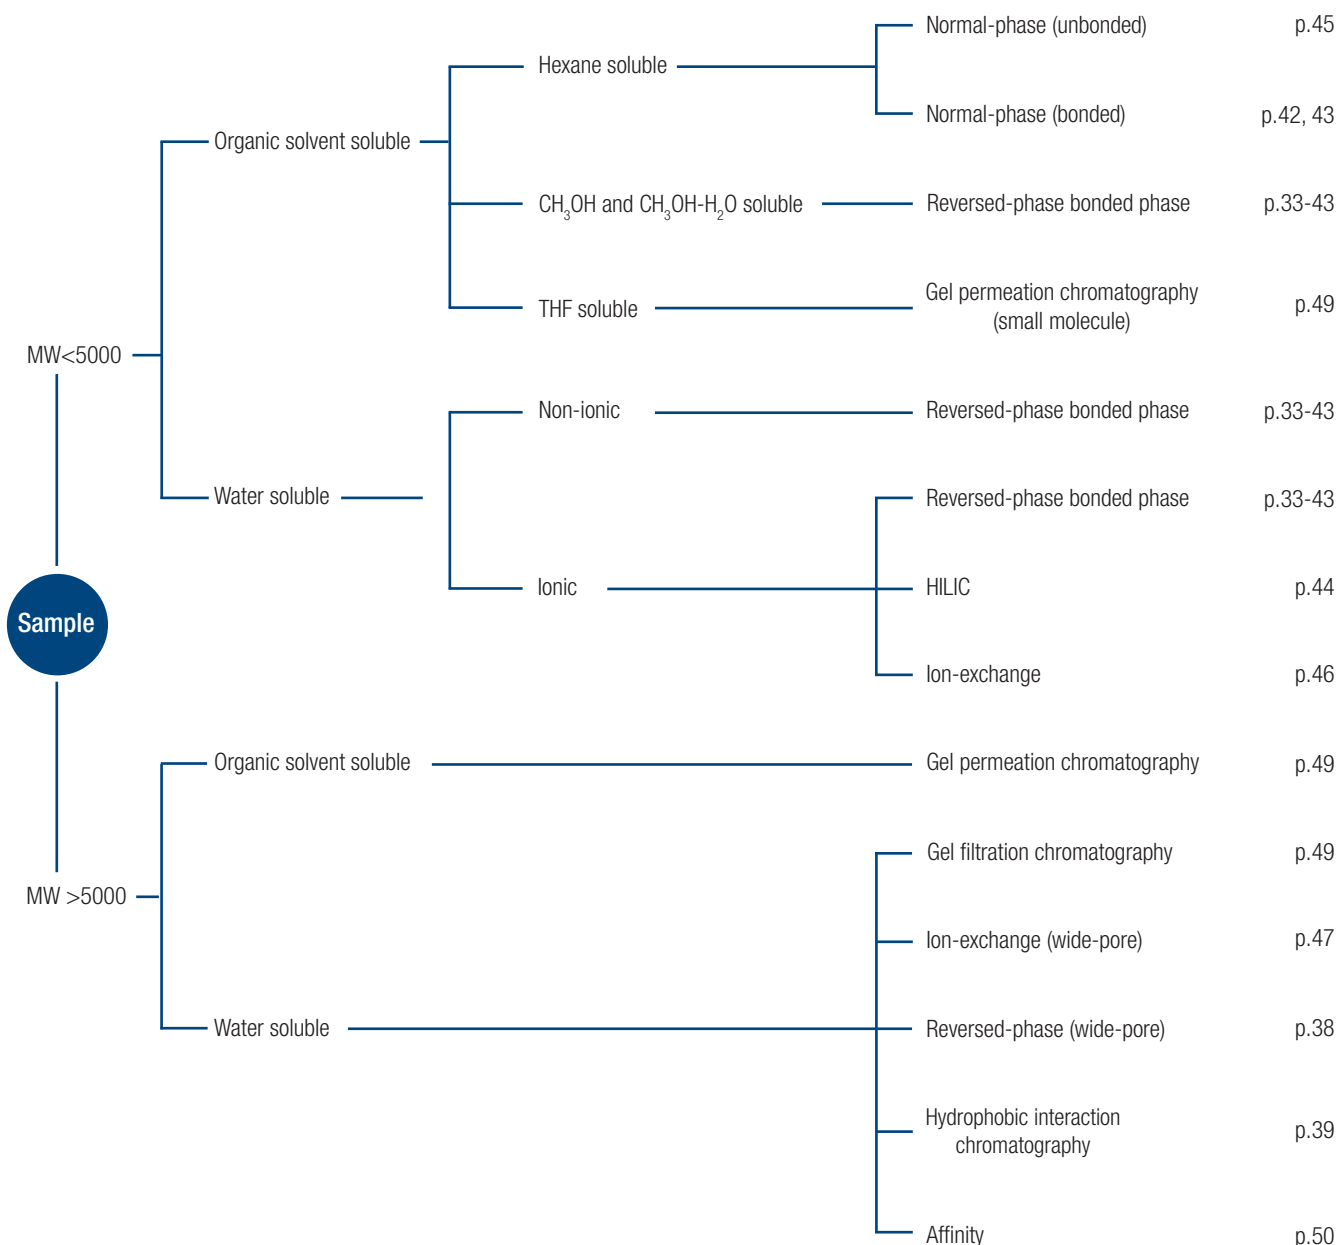 Normal-phase (unbonded) p.45
Hexane soluble
Normal-phase (bonded) p.42, 43
Organic solvent soluble
CH₃OH and CH₃OH-H₂O soluble Reversed-phase bonded phase p.33-43
Gel permeation chromatography
(small molecule) p.49
THF soluble
MW<5000
Non-ionic Reversed-phase bonded phase p.33-43
Water soluble Reversed-phase bonded phase p.33-43
Ionic HILIC p.44
Sample
Ion-exchange p.46
Organic solvent soluble Gel permeation chromatography p.49
Gel filtration chromatography p.49
MW >5000
Ion-exchange (wide-pore) p.47
Water soluble Reversed-phase (wide-pore) p.38
Hydrophobic interaction
chromatography p.39
Affinity p.50